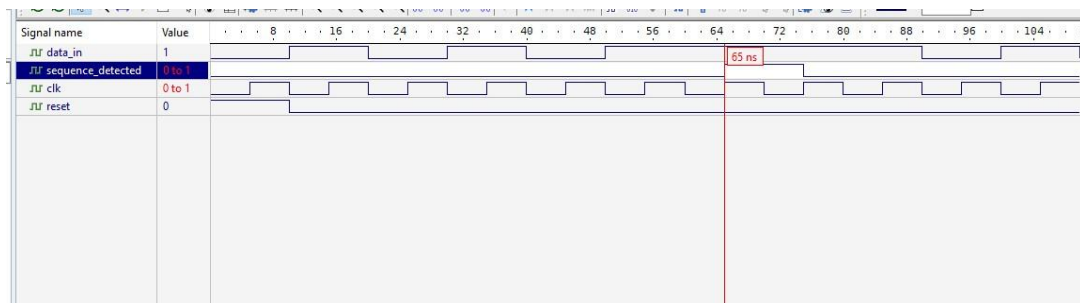 Signal name Value 8 16 24 32 40 48 56 64 72 80 88 96 104
data_in 1
65 ns
sequence_detected 0 to 1
clk 0 to 1
reset 0